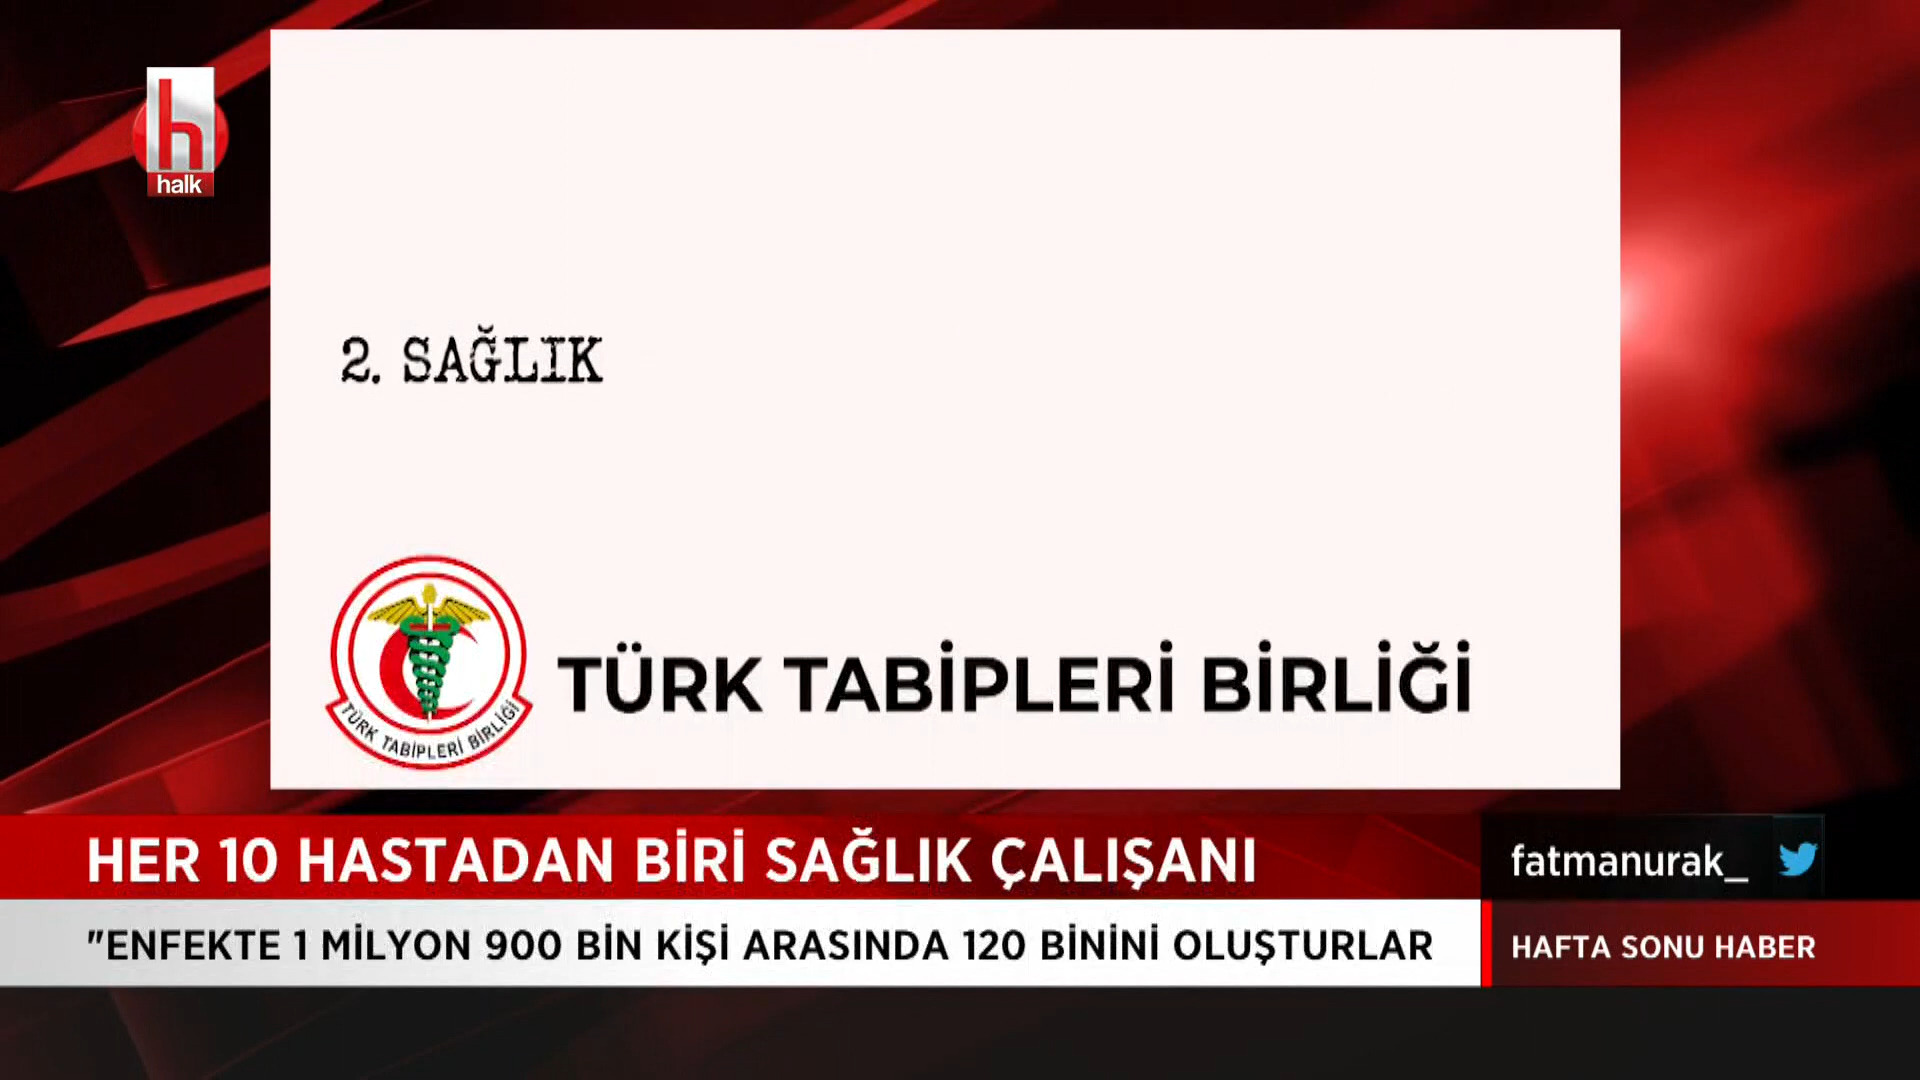 h
halk
2. SAĞLIK
TÜRK TABİPLERİ BİRLİĞİ
TÜRK TABİPLERİ BİRLİĞİ
HER 10 HASTADAN BİRİ SAĞLIK ÇALIŞANI
fatmanurak_
"ENFEKTE 1 MİLYON 900 BİN KİŞİ ARASINDA 120 BİNİNİ OLUŞTURLAR
HAFTA SONU HABER